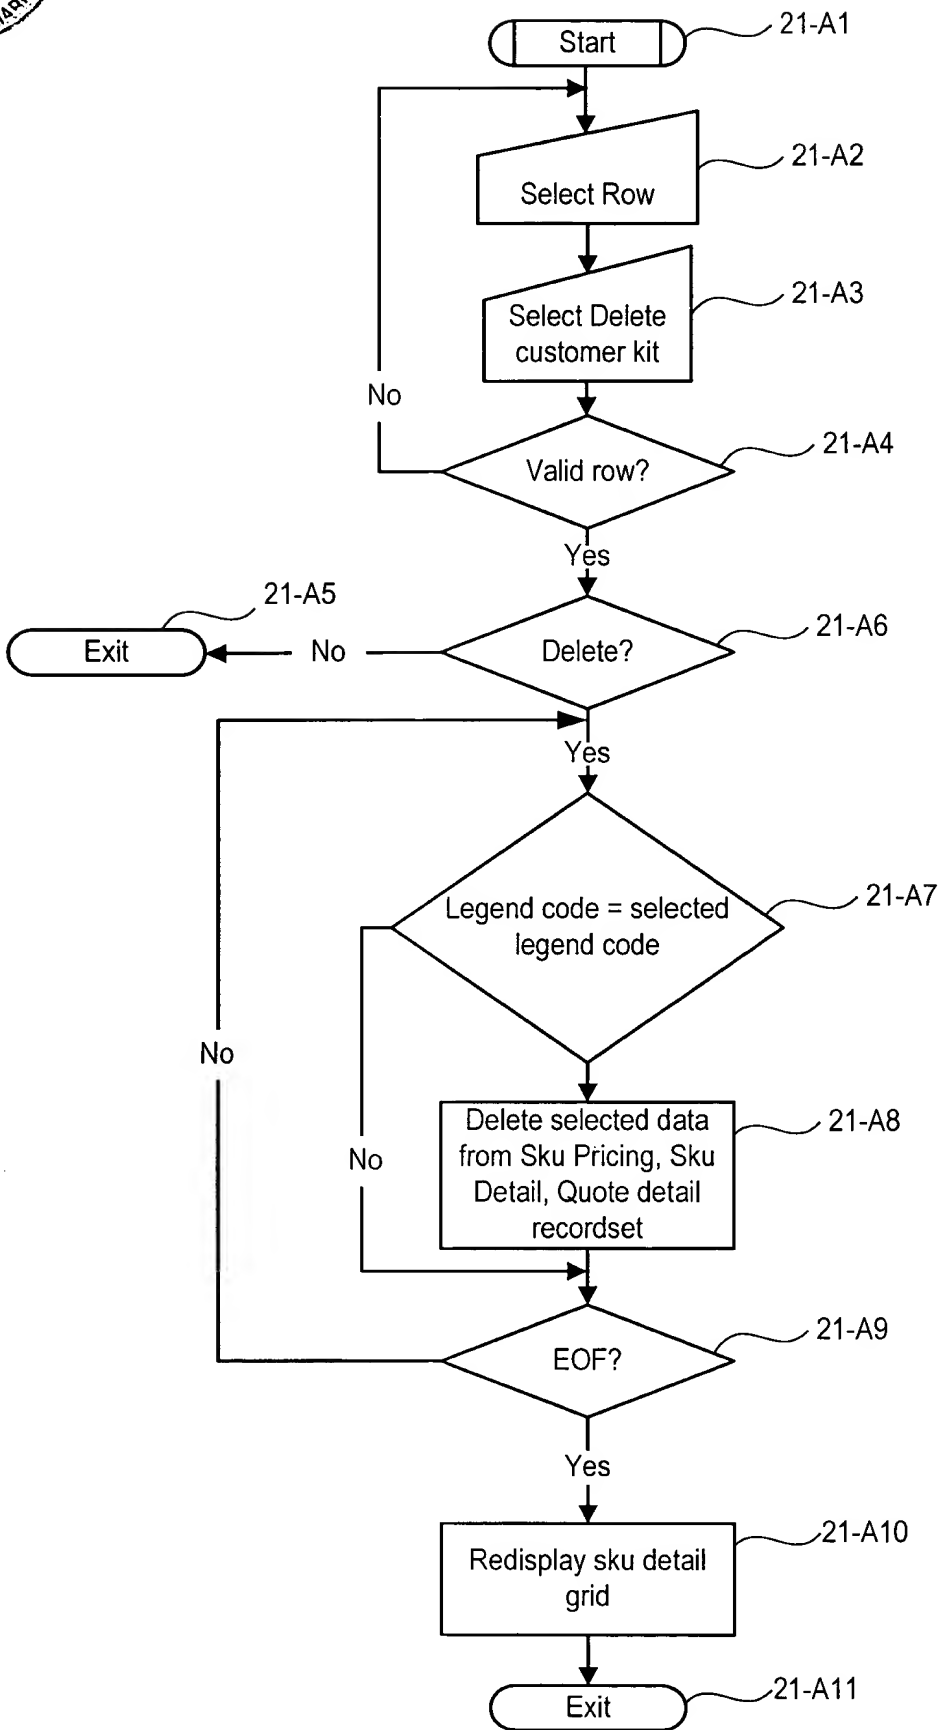 Start
21-A1
21-A2
Select Row
21-A3
Select Delete
customer kit
No
21-A4
Valid row?
Yes
21-A5
21-A6
Exit
No
Delete?
Yes
21-A7
Legend code = selected
legend code
No
21-A8
Delete selected data
from Sku Pricing, Sku
Detail, Quote detail
recordset
No
21-A9
EOF?
Yes
21-A10
Redisplay sku detail
grid
21-A11
Exit